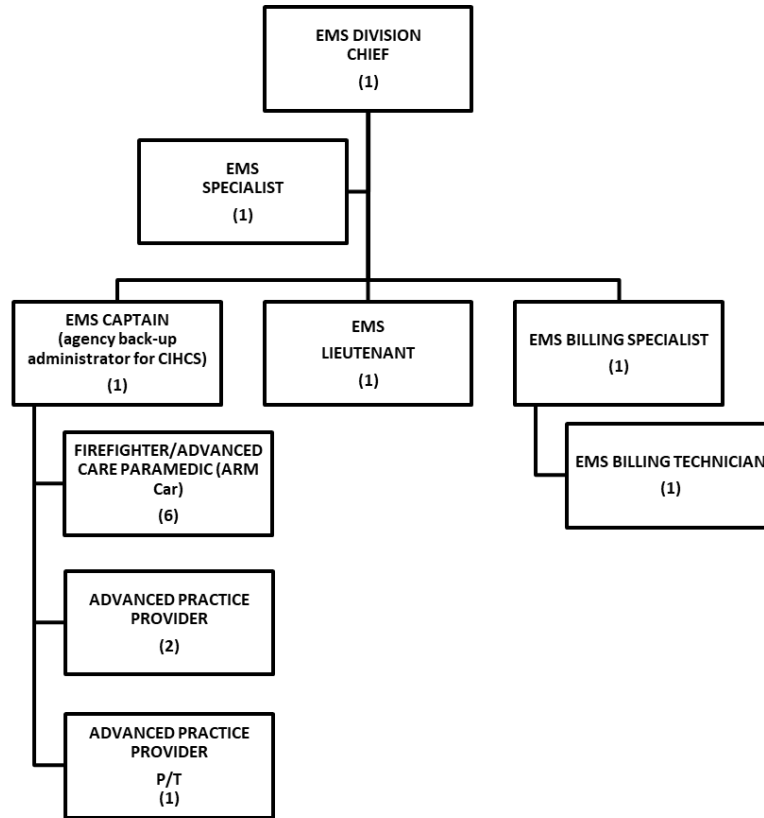 EMS DIVISION
CHIEF
(1)
EMS
SPECIALIST
(1)
EMS CAPTAIN
(agency back-up
administrator for CIHCS)
(1)
EMS
LIEUTENANT
(1)
EMS BILLING SPECIALIST
(1)
FIREFIGHTER/ADVANCED
CARE PARAMEDIC (ARM
Car)
(6)
EMS BILLING TECHNICIAN
(1)
ADVANCED PRACTICE
PROVIDER
(2)
ADVANCED PRACTICE
PROVIDER
P/T
(1)